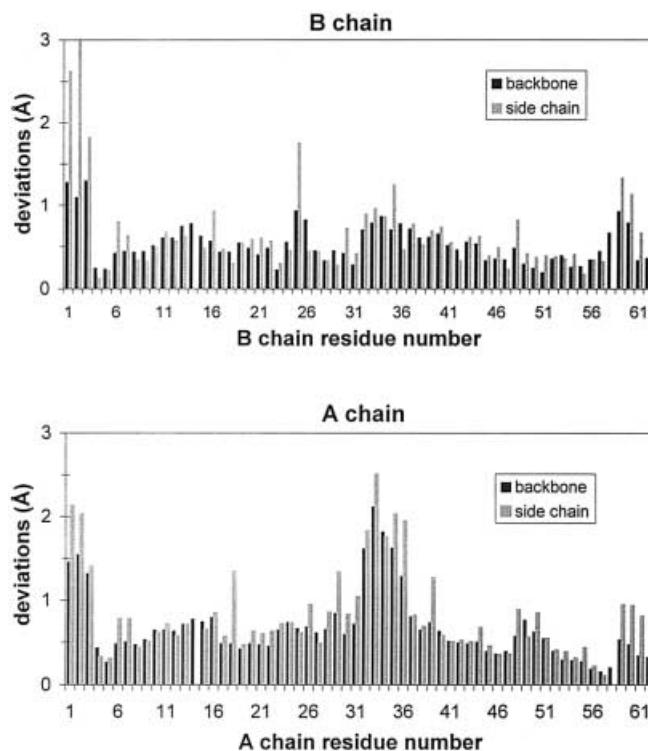 B chain
3
backbone
side chain
2
deviations (Å)
1
0
1 6 11 16 21 26 31 36 41 46 51 56 61
B chain residue number
A chain
3
backbone
side chain
2
deviations (Å)
1
0
1 6 11 16 21 26 31 36 41 46 51 56 61
A chain residue number